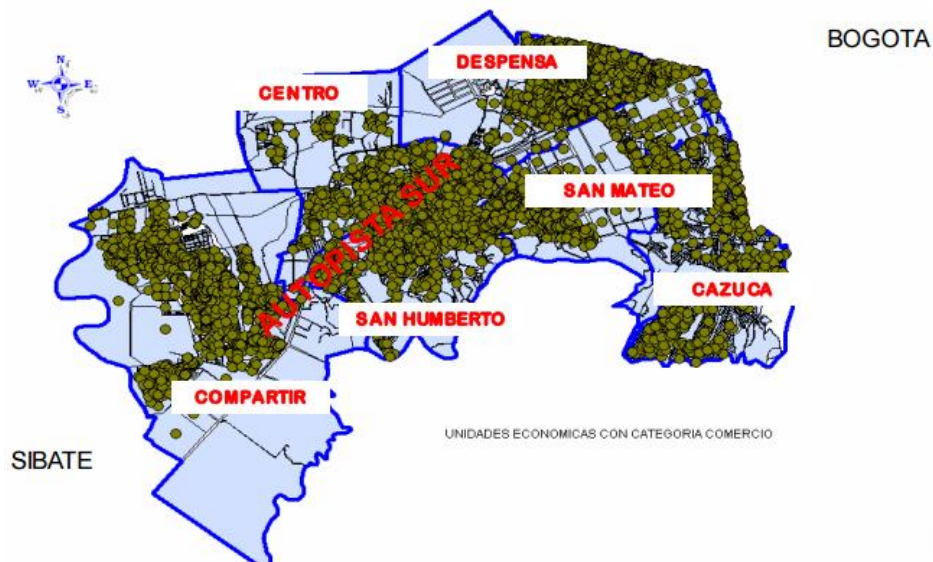 BOGOTA
DESPENSA
N
W E
S
CENTRO
AUTOPISTA SUR
SAN MATEO
CAZUCA
SAN HUMBERTO
COMPARTIR
UNIDADES ECONOMICAS CON CATEGORIA COMERCIO
SIBATE